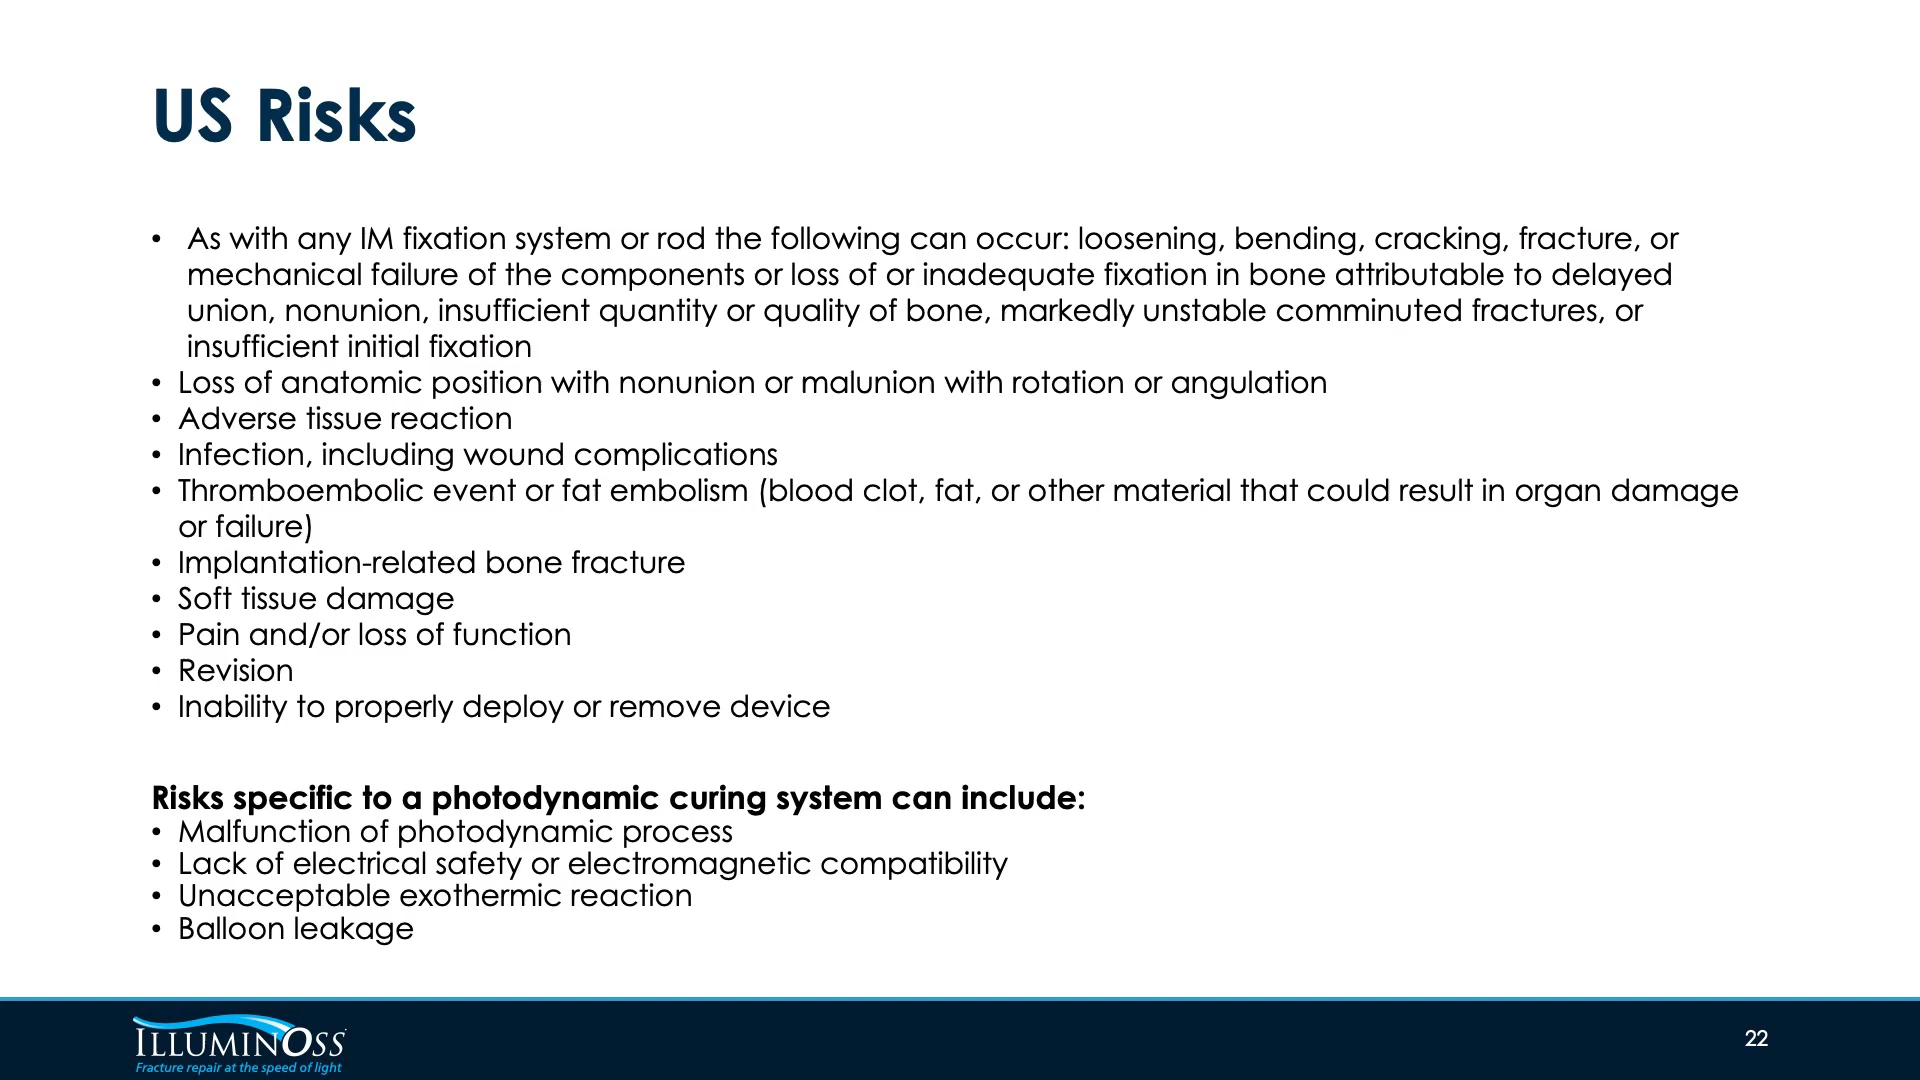 US Risks
• As with any IM fixation system or rod the following can occur: loosening, bending, cracking, fracture, or
mechanical failure of the components or loss of or inadequate fixation in bone attributable to delayed
union, nonunion, insufficient quantity or quality of bone, markedly unstable comminuted fractures, or
insufficient initial fixation
• Loss of anatomic position with nonunion or malunion with rotation or angulation
• Adverse tissue reaction
• Infection, including wound complications
• Thromboembolic event or fat embolism (blood clot, fat, or other material that could result in organ damage
or failure)
• Implantation-related bone fracture
• Soft tissue damage
• Pain and/or loss of function
• Revision
• Inability to properly deploy or remove device
Risks specific to a photodynamic curing system can include:
• Malfunction of photodynamic process
• Lack of electrical safety or electromagnetic compatibility
• Unacceptable exothermic reaction
• Balloon leakage
ILLUMINOSS
Fracture repair at the speed of light
22